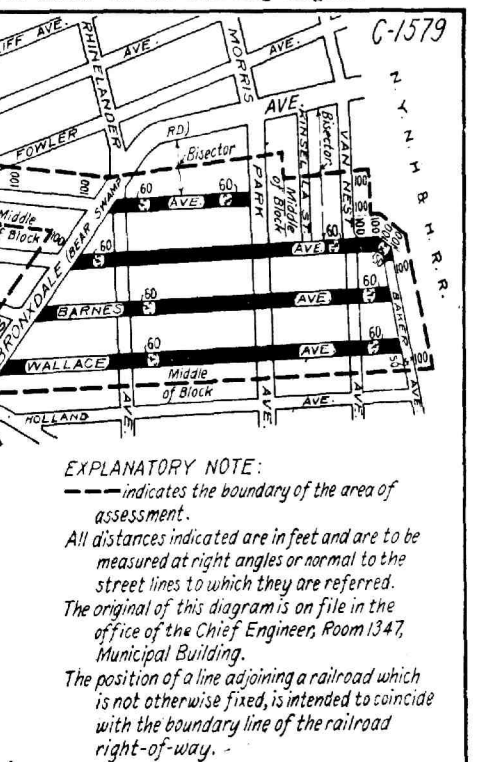 C-1579
IFF AVE.
AVE.
RHINELANDER
MORRIS
AVE.
AVE.
N. Y. N. H. & H. R. R.
FOWLER
RD)
Bisector
KINSELLA ST.
Bisector
VAN NEST
100
100
60
AVE.
60
PARK
Middle
of Block
100
100
100
Middle
of Block
100
BRONXDALE (BEAR SWAMP
60
60
AVE.
60
100
100
60
BARNES
60
AVE.
BAKER
60
WALLACE
60
AVE.
60
50
100
Middle
of Block
HOLLAND
AVE.
AVE.
AVE.
AVE.
AVE.
EXPLANATORY NOTE:
indicates the boundary of the area of
assessment.
All distances indicated are in feet and are to be
measured at right angles or normal to the
street lines to which they are referred.
The original of this diagram is on file in the
office of the Chief Engineer, Room 1347,
Municipal Building.
The position of a line adjoining a railroad which
is not otherwise fixed, is intended to coincide
with the boundary line of the railroad
right-of-way.